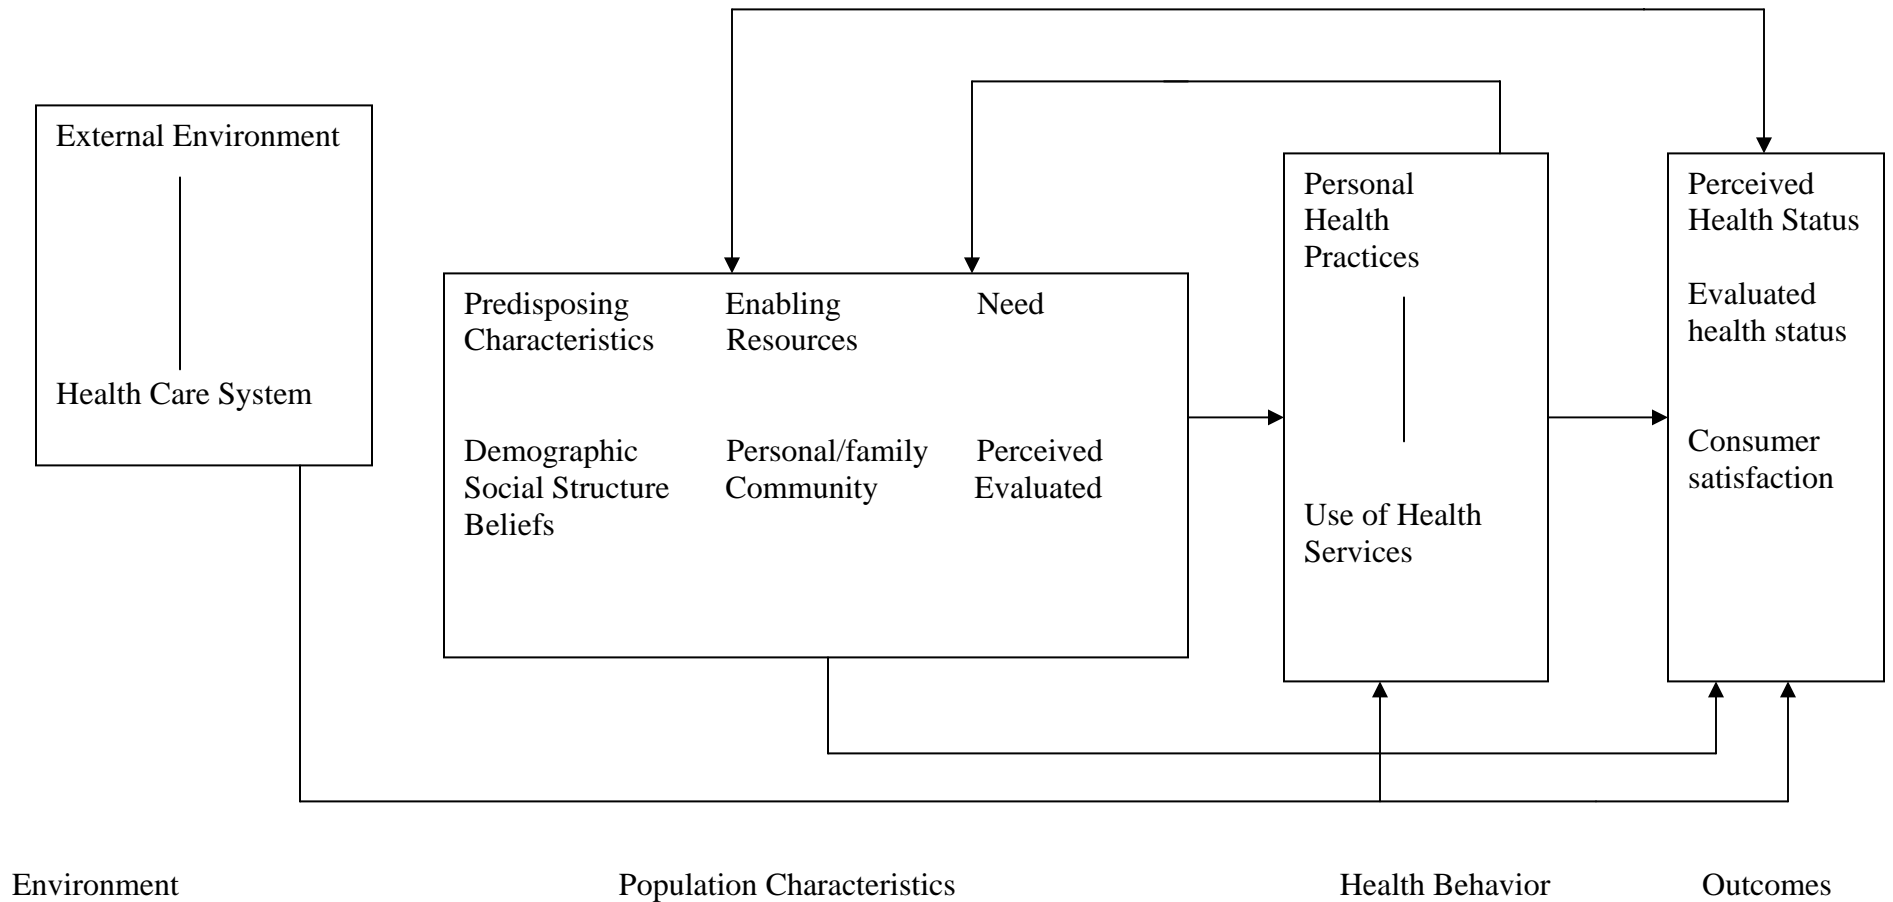 External Environment
Health Care System
Predisposing
Characteristics
Demographic
Social Structure
Beliefs
Enabling
Resources
Personal/family
Community
Need
Perceived
Evaluated
Personal
Health
Practices
Use of Health
Services
Perceived
Health Status
Evaluated
health status
Consumer
satisfaction
Environment
Population Characteristics
Health Behavior
Outcomes